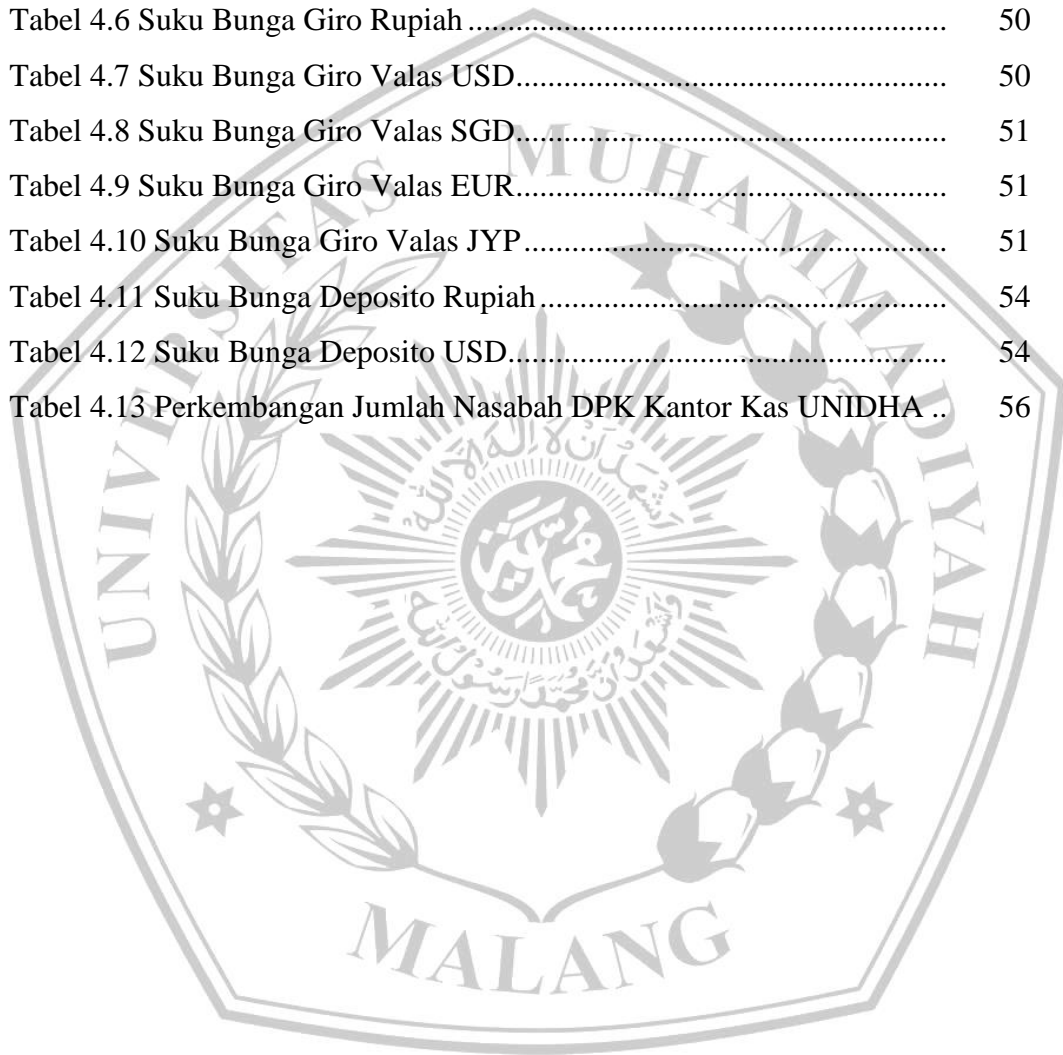 Tabel 4.6 Suku Bunga Giro Rupiah ........................................................... 50
Tabel 4.7 Suku Bunga Giro Valas USD..................................................... 50
Tabel 4.8 Suku Bunga Giro Valas SGD..................................................... 51
Tabel 4.9 Suku Bunga Giro Valas EUR..................................................... 51
Tabel 4.10 Suku Bunga Giro Valas JYP.................................................... 51
Tabel 4.11 Suku Bunga Deposito Rupiah.................................................. 54
Tabel 4.12 Suku Bunga Deposito USD...................................................... 54
Tabel 4.13 Perkembangan Jumlah Nasabah DPK Kantor Kas UNIDHA .. 56
UNIVERSITAS MUHAMMADIYAH
MALANG